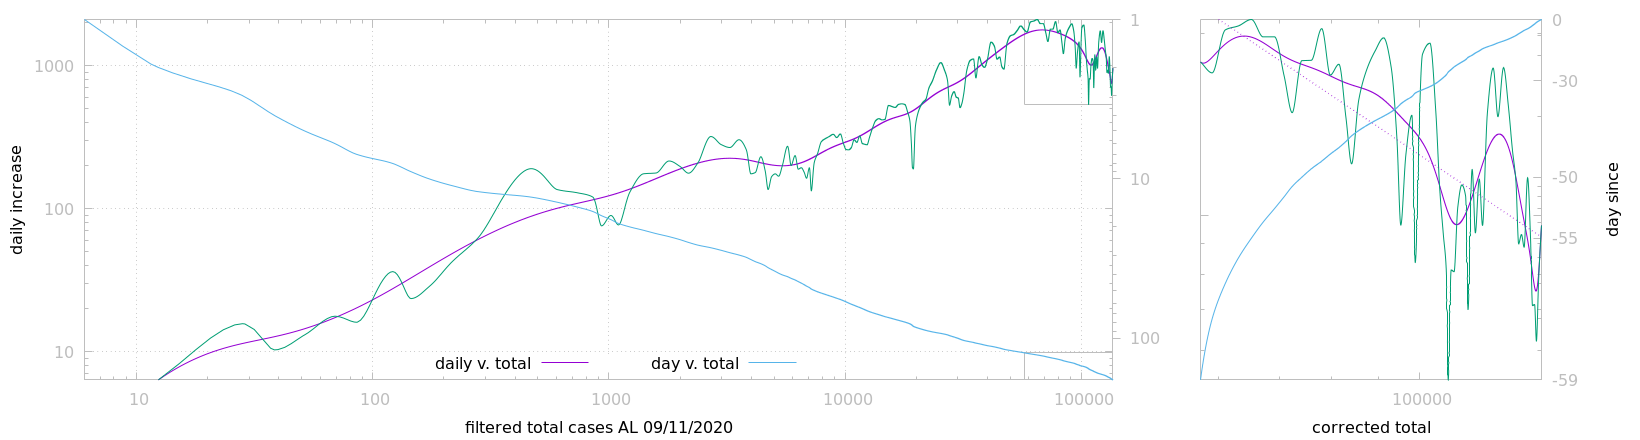 daily increase
1000
100
10
10
100
1000
10000
100000
filtered total cases AL 09/11/2020
daily v. total
day v. total
1
10
100
0
-30
-50
-55
-59
day since
100000
corrected total